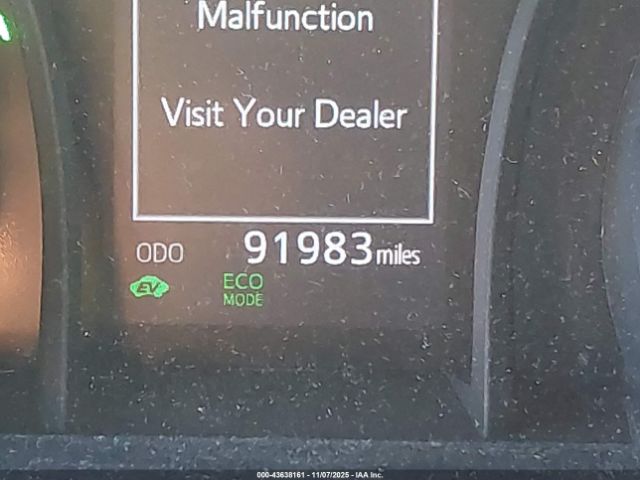 Malfunction
Visit Your Dealer
ODO 91983 miles
EV ECO
MODE
000-43638161 - 11/07/2025 - IAA Inc.